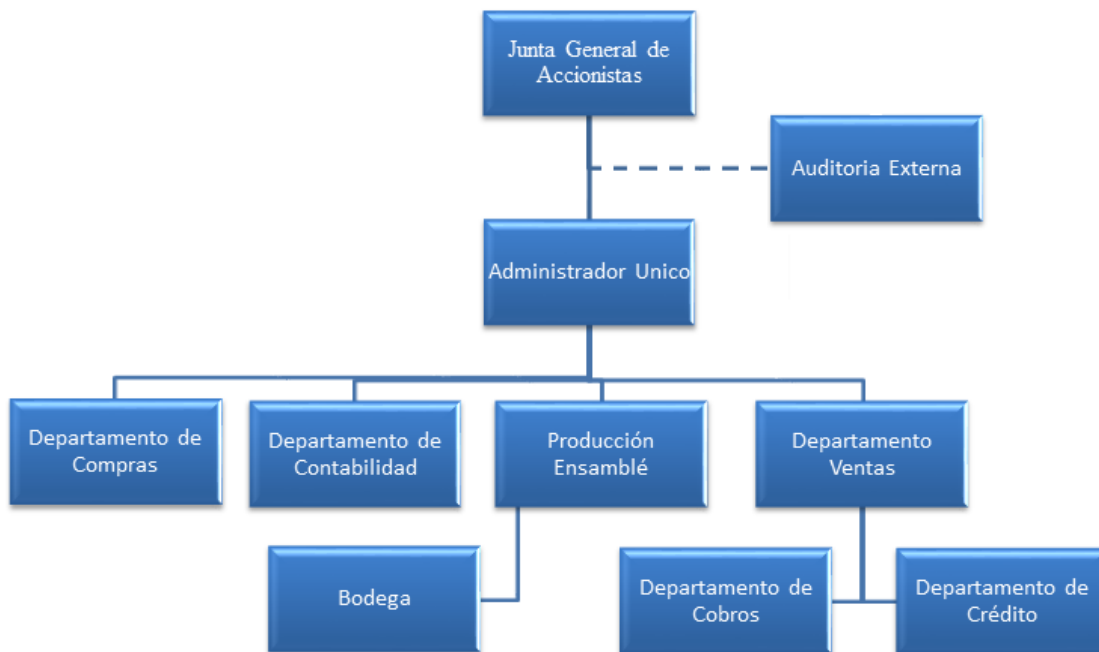 Junta General de
Accionistas
Auditoria Externa
Administrador Unico
Departamento de
Compras
Departamento de
Contabilidad
Producción
Ensamblé
Departamento
Ventas
Bodega
Departamento de
Cobros
Departamento de
Crédito